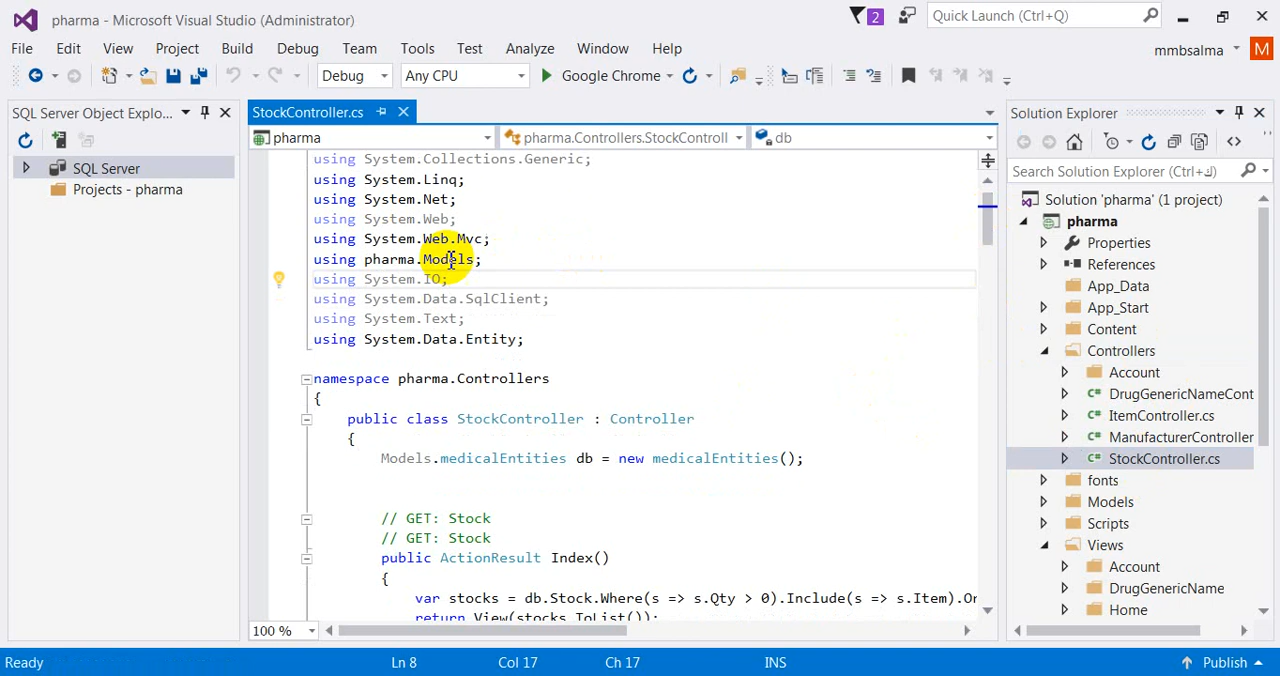 pharma - Microsoft Visual Studio (Administrator)
2
Quick Launch (Ctrl+Q)
File Edit View Project Build Debug Team Tools Test Analyze Window Help
mmbsalma
M
Debug Any CPU Google Chrome
SQL Server Object Explo...
SQL Server
Projects - pharma
StockController.cs
pharma pharma.Controllers.StockControll db
using System.Collections.Generic;
using System.Linq;
using System.Net;
using System.Web;
using System.Web.Mvc;
using pharma.Models;
using System.IO;
using System.Data.SqlClient;
using System.Text;
using System.Data.Entity;
namespace pharma.Controllers
{
public class StockController : Controller
{
Models.medicalEntities db = new medicalEntities();
// GET: Stock
// GET: Stock
public ActionResult Index()
{
var stocks = db.Stock.Where(s => s.Qty > 0).Include(s => s.Item).Or
return View(stocks.ToList());
100 %
Solution Explorer
Search Solution Explorer (Ctrl+ك)
Solution 'pharma' (1 project)
pharma
Properties
References
App_Data
App_Start
Content
Controllers
Account
DrugGenericNameCont
ItemController.cs
ManufacturerController
StockController.cs
fonts
Models
Scripts
Views
Account
DrugGenericName
Home
Ready Ln 8 Col 17 Ch 17 INS Publish